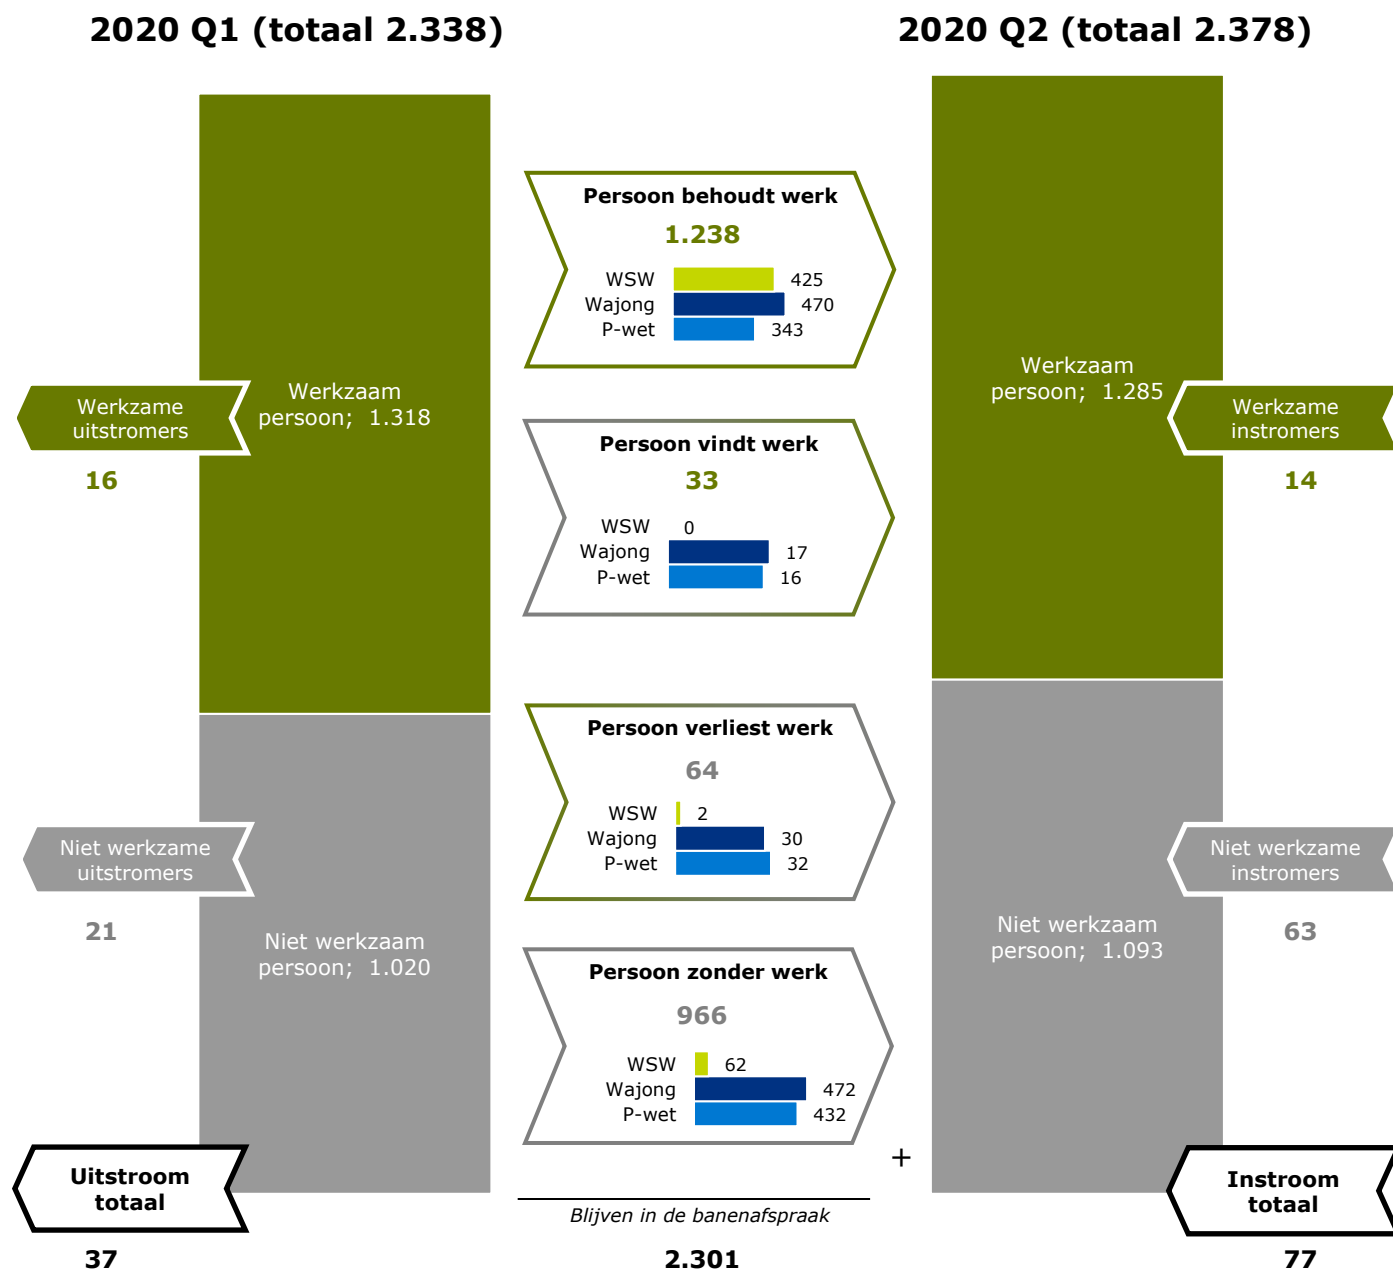 2020 Q1 (totaal 2.338)
2020 Q2 (totaal 2.378)
Werkzaam
persoon; 1.318
Werkzame
uitstromers
16
Niet werkzaam
persoon; 1.020
Niet werkzame
uitstromers
21
Uitstroom
totaal
37
Persoon behoudt werk
1.238
WSW 425
Wajong 470
P-wet 343
Persoon vindt werk
33
WSW 0
Wajong 17
P-wet 16
Persoon verliest werk
64
WSW 2
Wajong 30
P-wet 32
Persoon zonder werk
966
WSW 62
Wajong 472
P-wet 432
+
Blijven in de banenafspraak
2.301
Werkzaam
persoon; 1.285
Werkzame
instromers
14
Niet werkzaam
persoon; 1.093
Niet werkzame
instromers
63
Instroom
totaal
77